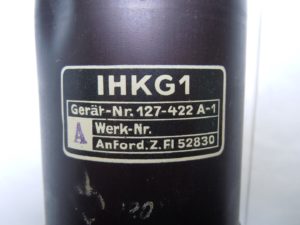 IHKG1
Gerät-Nr. 127-422 A-1
A Werk-Nr.
Anford. Z. Fl 52830